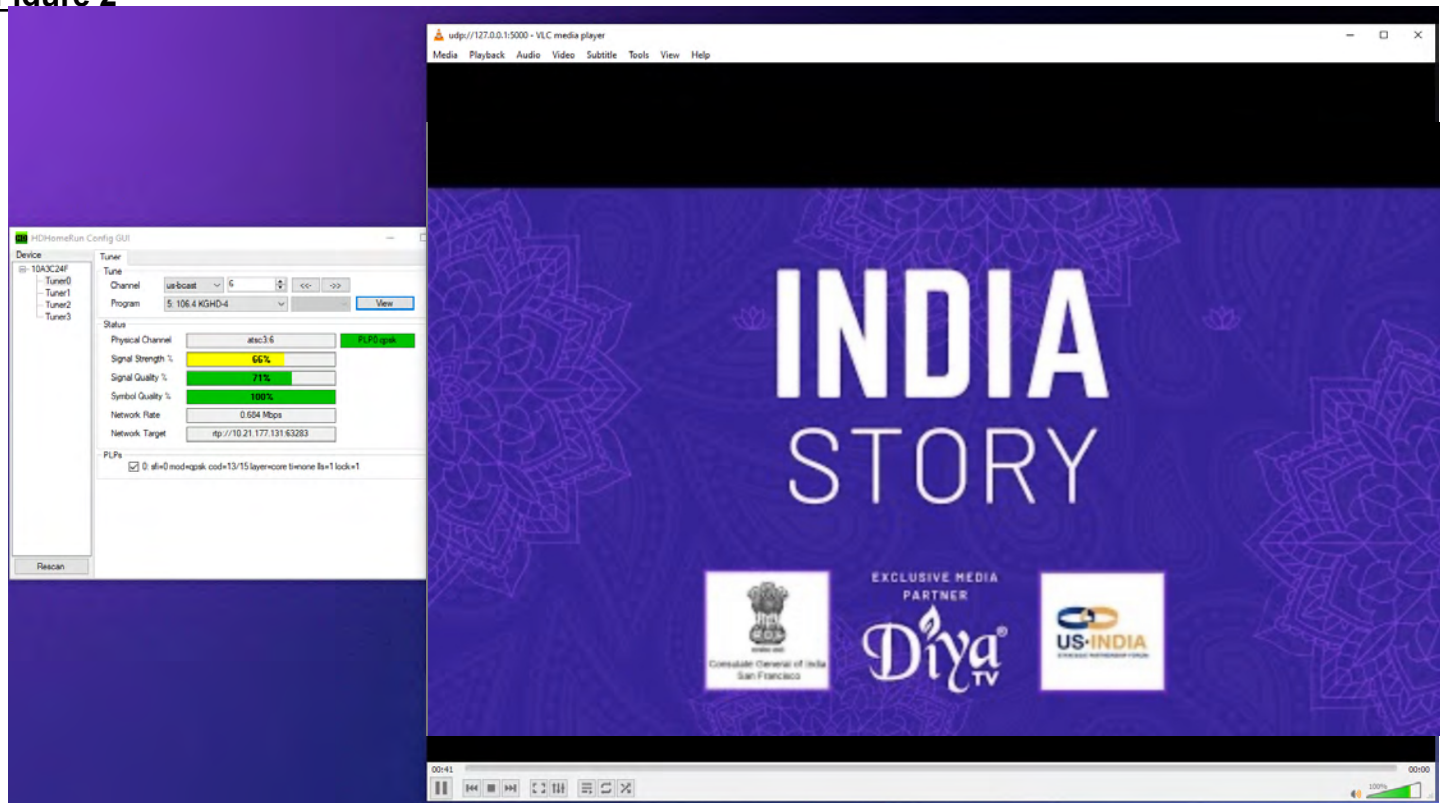 Figure 2
udp://127.0.0.1:5000 - VLC media player
Media Playback Audio Video Subtitle Tools View Help
HDHomeRun Config GUI
Device
10A3C24F
Tuner0
Tuner1
Tuner2
Tuner3
Rescan
Tuner
Tune
Channel us-bcast 6 <<- ->>
Program 5: 106.4 KGHD-4 View
Status
Physical Channel atsc3:6 PLP0:qpsk
Signal Strength % 66%
Signal Quality % 71%
Symbol Quality % 100%
Network Rate 0.684 Mbps
Network Target rtp://10.21.177.131:63283
PLPs
0: sfi=0 mod=qpsk cod=13/15 layer=core ti=none lls=1 lock=1
INDIA
STORY
Consulate General of India
San Francisco
EXCLUSIVE MEDIA
PARTNER
Diya®
TV
US·INDIA
STRATEGIC PARTNERSHIP FORUM
00:41 00:00
100%